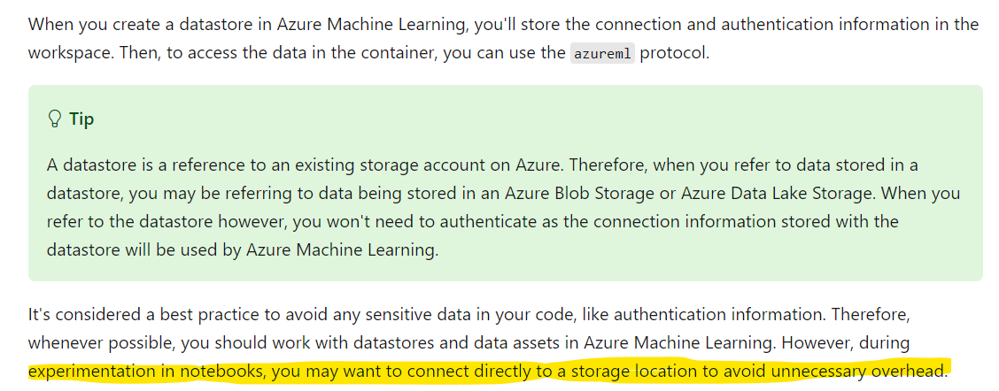 When you create a datastore in Azure Machine Learning, you'll store the connection and authentication information in the
workspace. Then, to access the data in the container, you can use the azureml protocol.
Tip
A datastore is a reference to an existing storage account on Azure. Therefore, when you refer to data stored in a
datastore, you may be referring to data being stored in an Azure Blob Storage or Azure Data Lake Storage. When you
refer to the datastore however, you won't need to authenticate as the connection information stored with the
datastore will be used by Azure Machine Learning.
It's considered a best practice to avoid any sensitive data in your code, like authentication information. Therefore,
whenever possible, you should work with datastores and data assets in Azure Machine Learning. However, during
experimentation in notebooks, you may want to connect directly to a storage location to avoid unnecessary overhead.